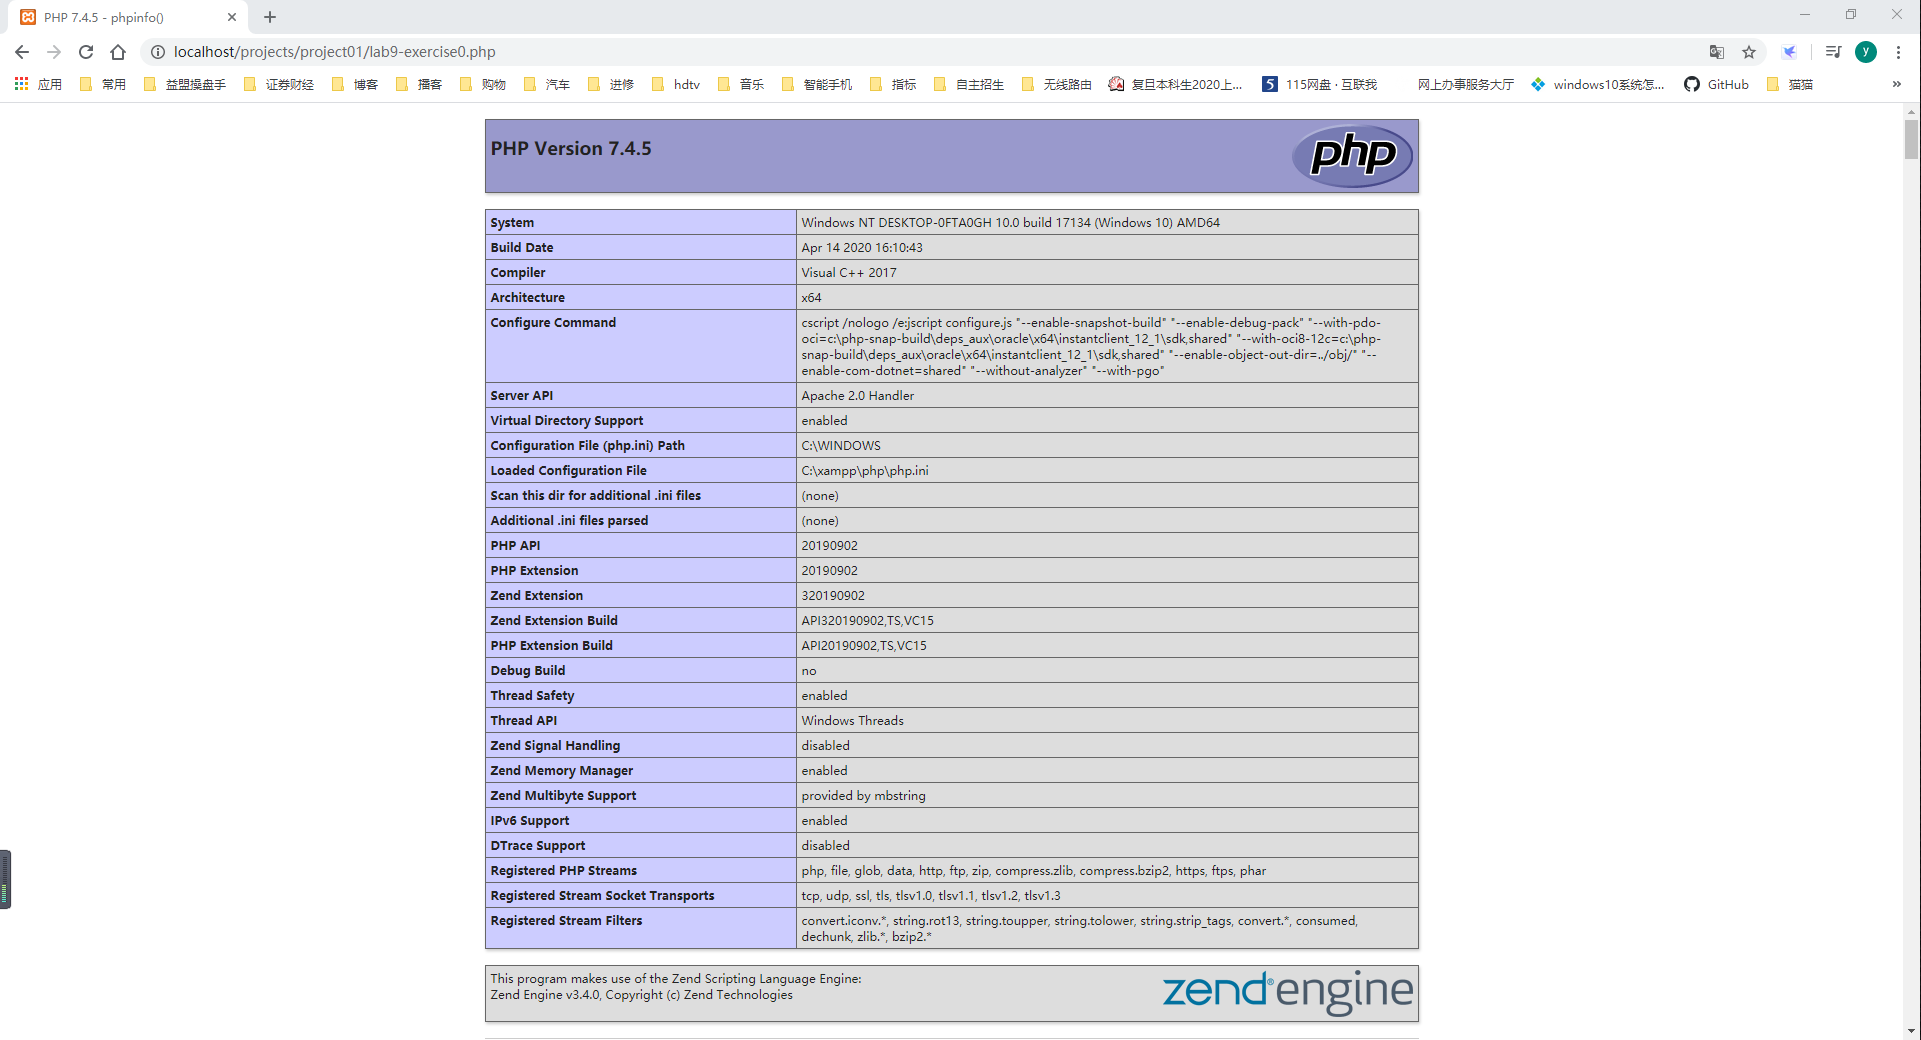 PHP 7.4.5 - phpinfo()
localhost/projects/project01/lab9-exercise0.php
y
应用 常用 益盟操盘手 证券财经 博客 播客 购物 汽车 进修 hdtv 音乐 智能手机 指标 自主招生 无线路由 复旦本科生2020上... 5 115网盘 · 互联我 网上办事服务大厅 windows10系统怎... GitHub 猫猫 »
PHP Version 7.4.5
php
System Windows NT DESKTOP-0FTA0GH 10.0 build 17134 (Windows 10) AMD64
Build Date Apr 14 2020 16:10:43
Compiler Visual C++ 2017
Architecture x64
Configure Command cscript /nologo /e:jscript configure.js "--enable-snapshot-build" "--enable-debug-pack" "--with-pdo-
oci=c:\php-snap-build\deps_aux\oracle\x64\instantclient_12_1\sdk,shared" "--with-oci8-12c=c:\php-
snap-build\deps_aux\oracle\x64\instantclient_12_1\sdk,shared" "--enable-object-out-dir=../obj/" "--
enable-com-dotnet=shared" "--without-analyzer" "--with-pgo"
Server API Apache 2.0 Handler
Virtual Directory Support enabled
Configuration File (php.ini) Path C:\WINDOWS
Loaded Configuration File C:\xampp\php\php.ini
Scan this dir for additional .ini files (none)
Additional .ini files parsed (none)
PHP API 20190902
PHP Extension 20190902
Zend Extension 320190902
Zend Extension Build API320190902,TS,VC15
PHP Extension Build API20190902,TS,VC15
Debug Build no
Thread Safety enabled
Thread API Windows Threads
Zend Signal Handling disabled
Zend Memory Manager enabled
Zend Multibyte Support provided by mbstring
IPv6 Support enabled
DTrace Support disabled
Registered PHP Streams php, file, glob, data, http, ftp, zip, compress.zlib, compress.bzip2, https, ftps, phar
Registered Stream Socket Transports tcp, udp, ssl, tls, tlsv1.0, tlsv1.1, tlsv1.2, tlsv1.3
Registered Stream Filters convert.iconv.*, string.rot13, string.toupper, string.tolower, string.strip_tags, convert.*, consumed,
dechunk, zlib.*, bzip2.*
This program makes use of the Zend Scripting Language Engine:
Zend Engine v3.4.0, Copyright (c) Zend Technologies
zend® engine